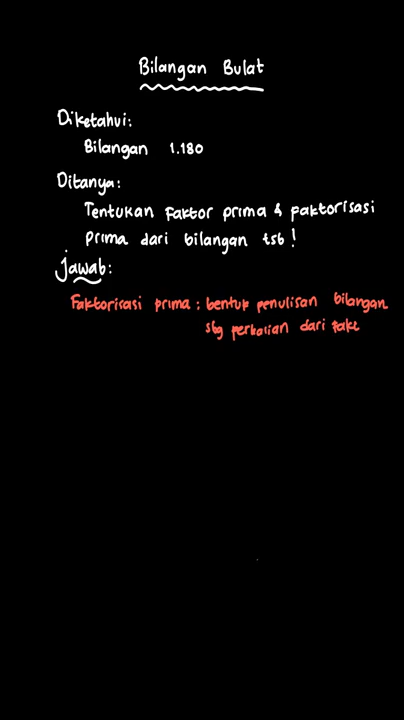 Bilangan Bulat
Diketahui:
Bilangan 1.180
Ditanya:
Tentukan faktor prima & faktorisasi
prima dari bilangan tsb!
Jawab:
Faktorisasi prima : bentuk penulisan bilangan
sbg perkalian dari fakt